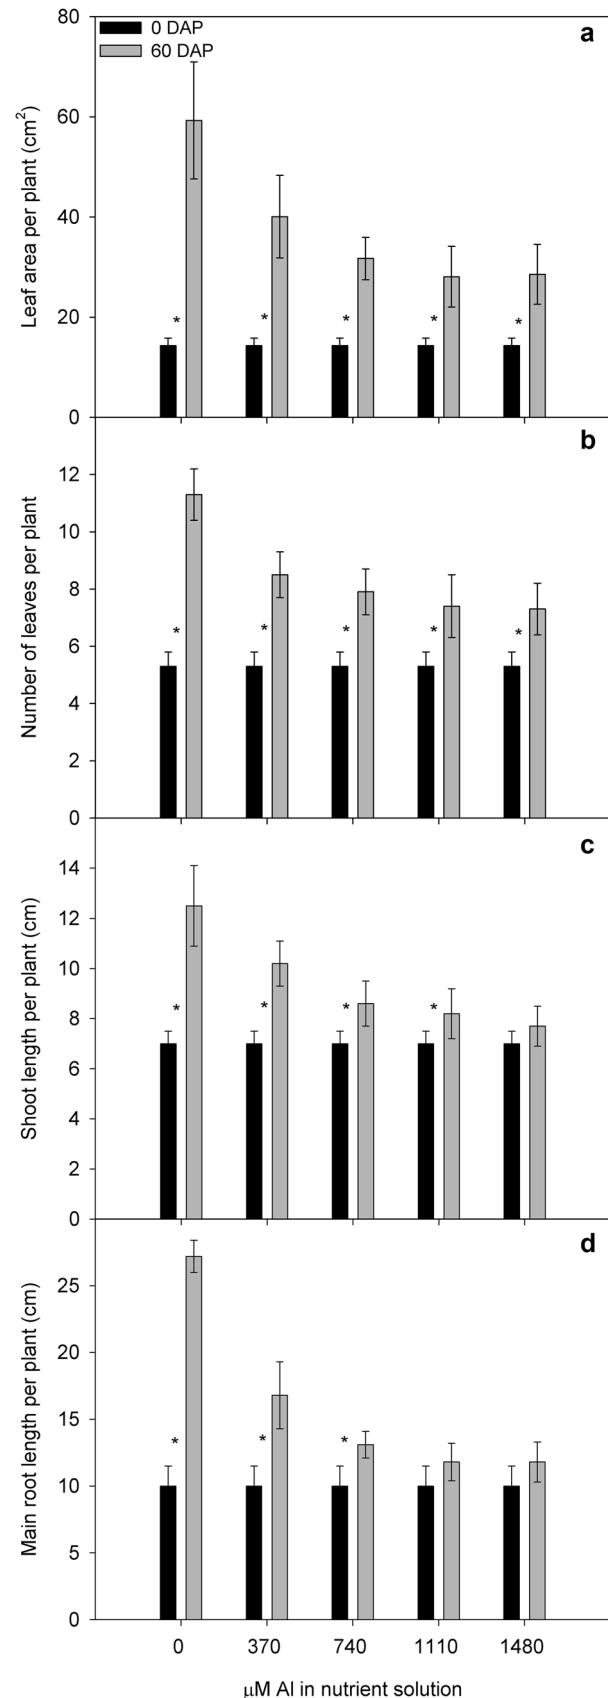 80
0 DAP
a
60 DAP
60
40
20
0
Leaf area per plant (cm²)
* * * * *
b
12
10
8
6
4
2
0
Number of leaves per plant
* * * * *
c
14
12
10
8
6
4
2
0
Shoot length per plant (cm)
* * * *
d
25
20
15
10
5
0
Main root length per plant (cm)
* * *
0 370 740 1110 1480
µM Al in nutrient solution